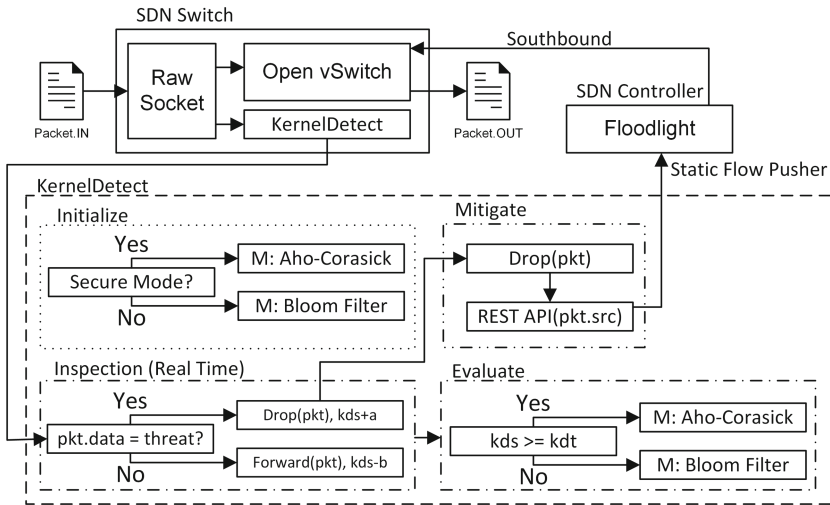 SDN Switch
Raw
Socket
Open vSwitch
KernelDetect
Packet.IN
Packet.OUT
Southbound
SDN Controller
Floodlight
Static Flow Pusher
KernelDetect
Initialize
Yes
Secure Mode?
No
M: Aho-Corasick
M: Bloom Filter
Mitigate
Drop(pkt)
REST API(pkt.src)
Inspection (Real Time)
Yes
pkt.data = threat?
No
Drop(pkt), kds+a
Forward(pkt), kds-b
Evaluate
Yes
kds >= kdt
No
M: Aho-Corasick
M: Bloom Filter